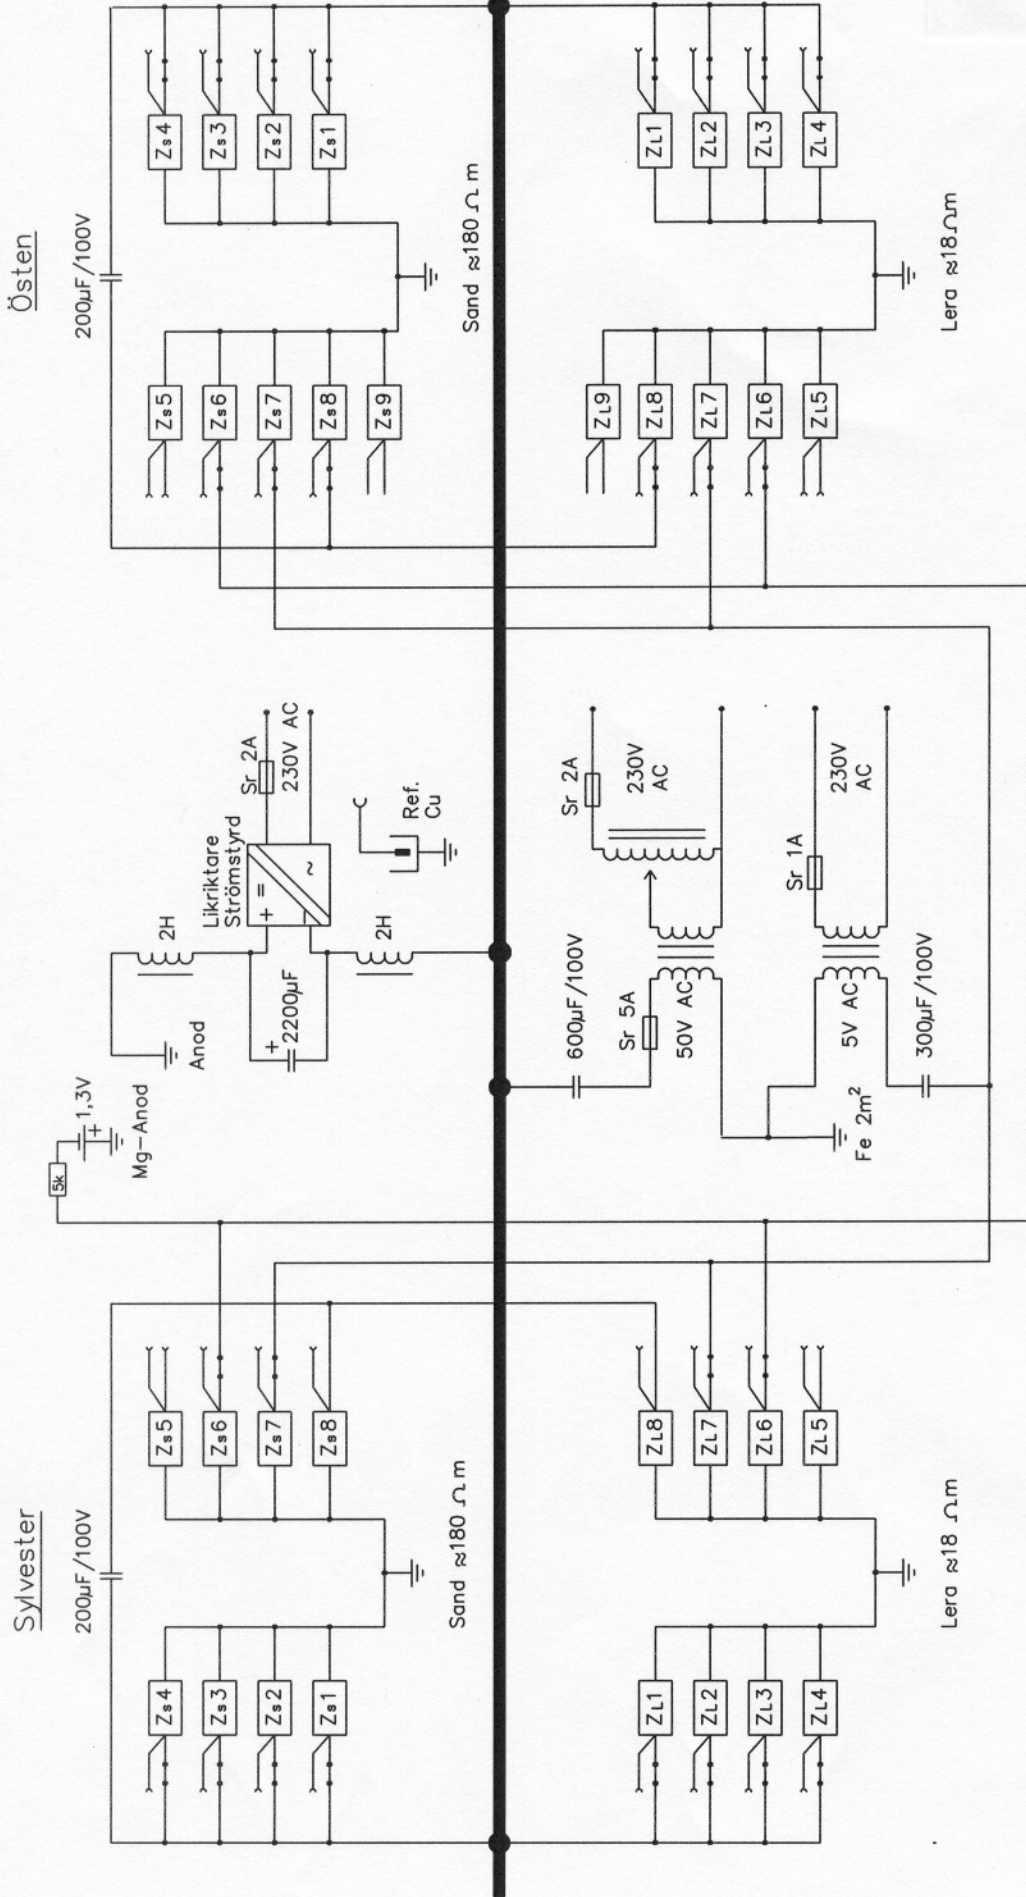 Sylvester
200µF/100V
Zs4
Zs3
Zs2
Zs1
Zs5
Zs6
Zs7
Zs8
Sand ≈180 Ωm
ZL1
ZL2
ZL3
ZL4
ZL8
ZL7
ZL6
ZL5
Lera ≈18 Ωm
5k
1,3V
+
Mg-Anod
Anod
2H
Likriktare
Strömstyrd
+ =
− ~
Sr 2A
230V AC
+
2200µF
2H
Ref.
Cu
600µF/100V
Sr 5A
50V AC
Sr 2A
230V
AC
Sr 1A
230V
AC
5V AC
Fe 2m²
300µF/100V
Östen
200µF/100V
Zs5
Zs6
Zs7
Zs8
Zs9
Zs4
Zs3
Zs2
Zs1
Sand ≈180 Ωm
ZL9
ZL8
ZL7
ZL6
ZL5
ZL1
ZL2
ZL3
ZL4
Lera ≈18Ωm